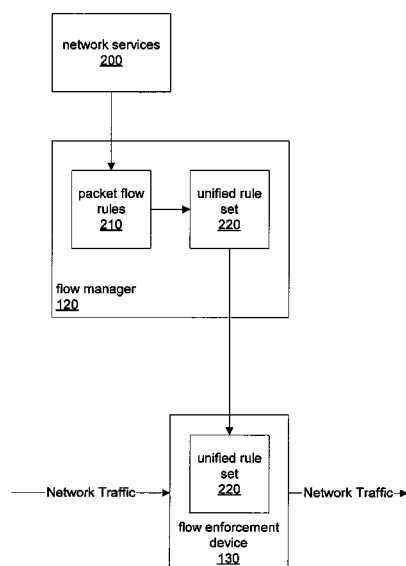 network services
200
packet flow
rules
210
unified rule
set
220
flow manager
120
unified rule
set
220
Network Traffic
Network Traffic
flow enforcement
device
130